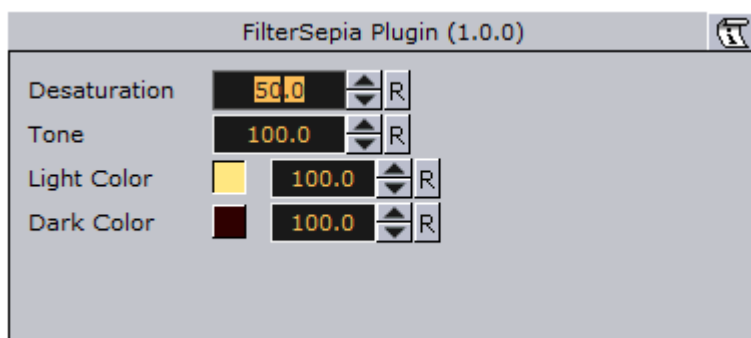 FilterSepia Plugin (1.0.0)
Desaturation 50.0 R
Tone 100.0 R
Light Color 100.0 R
Dark Color 100.0 R